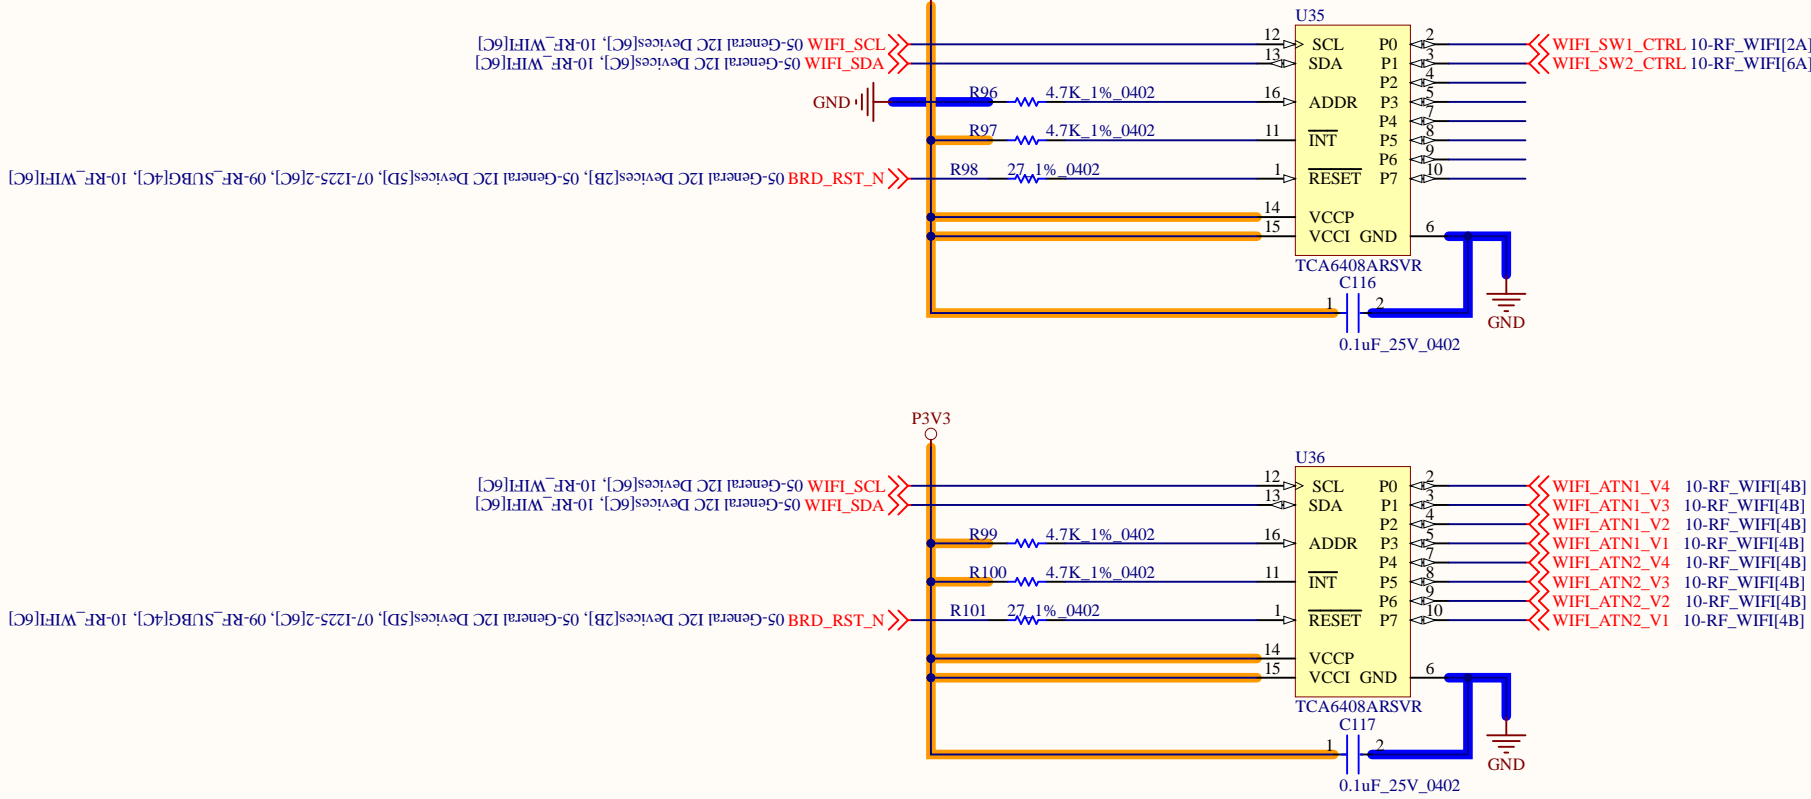 U35
05-General I2C Devices[6C], 10-RF_WIFI[6C] WIFI_SCL 12 SCL P0 2 WIFI_SW1_CTRL 10-RF_WIFI[2A]
05-General I2C Devices[6C], 10-RF_WIFI[6C] WIFI_SDA 13 SDA P1 3 WIFI_SW2_CTRL 10-RF_WIFI[6A]
P2 4
GND R96 4.7K_1%_0402 16 ADDR P3 5
P4 7
R97 4.7K_1%_0402 11 INT P5 8
P6 9
05-General I2C Devices[2B], 05-General I2C Devices[5D], 07-I225-2[6C], 09-RF_SUBG[4C], 10-RF_WIFI[6C] BRD_RST_N R98 27_1%_0402 1 RESET P7 10
14 VCCP
15 VCCI GND 6
TCA6408ARSVR
C116
1 2
GND
0.1uF_25V_0402
P3V3
U36
05-General I2C Devices[6C], 10-RF_WIFI[6C] WIFI_SCL 12 SCL P0 2 WIFI_ATN1_V4 10-RF_WIFI[4B]
05-General I2C Devices[6C], 10-RF_WIFI[6C] WIFI_SDA 13 SDA P1 3 WIFI_ATN1_V3 10-RF_WIFI[4B]
P2 4 WIFI_ATN1_V2 10-RF_WIFI[4B]
R99 4.7K_1%_0402 16 ADDR P3 5 WIFI_ATN1_V1 10-RF_WIFI[4B]
P4 7 WIFI_ATN2_V4 10-RF_WIFI[4B]
R100 4.7K_1%_0402 11 INT P5 8 WIFI_ATN2_V3 10-RF_WIFI[4B]
P6 9 WIFI_ATN2_V2 10-RF_WIFI[4B]
05-General I2C Devices[2B], 05-General I2C Devices[5D], 07-I225-2[6C], 09-RF_SUBG[4C], 10-RF_WIFI[6C] BRD_RST_N R101 27_1%_0402 1 RESET P7 10 WIFI_ATN2_V1 10-RF_WIFI[4B]
14 VCCP
15 VCCI GND 6
TCA6408ARSVR
C117
1 2
GND
0.1uF_25V_0402